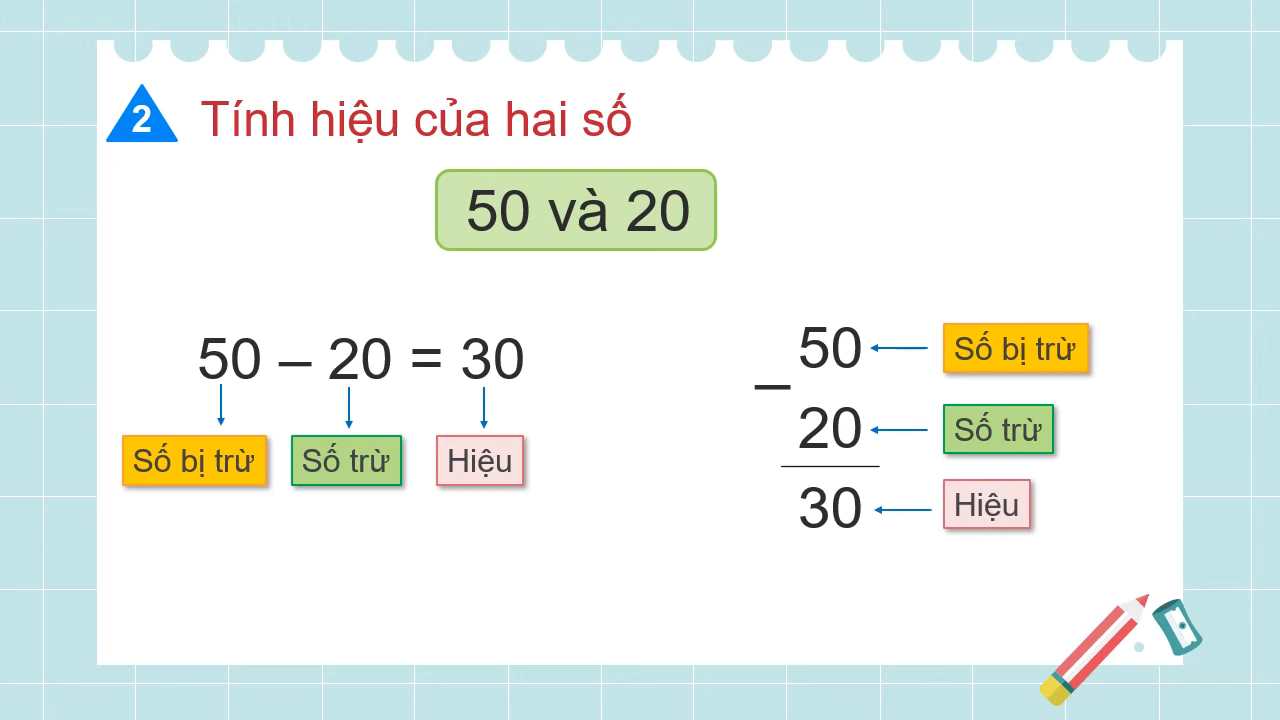 2 Tính hiệu của hai số
50 và 20
50 – 20 = 30
Số bị trừ
Số trừ
Hiệu
50
Số bị trừ
–
20
Số trừ
30
Hiệu